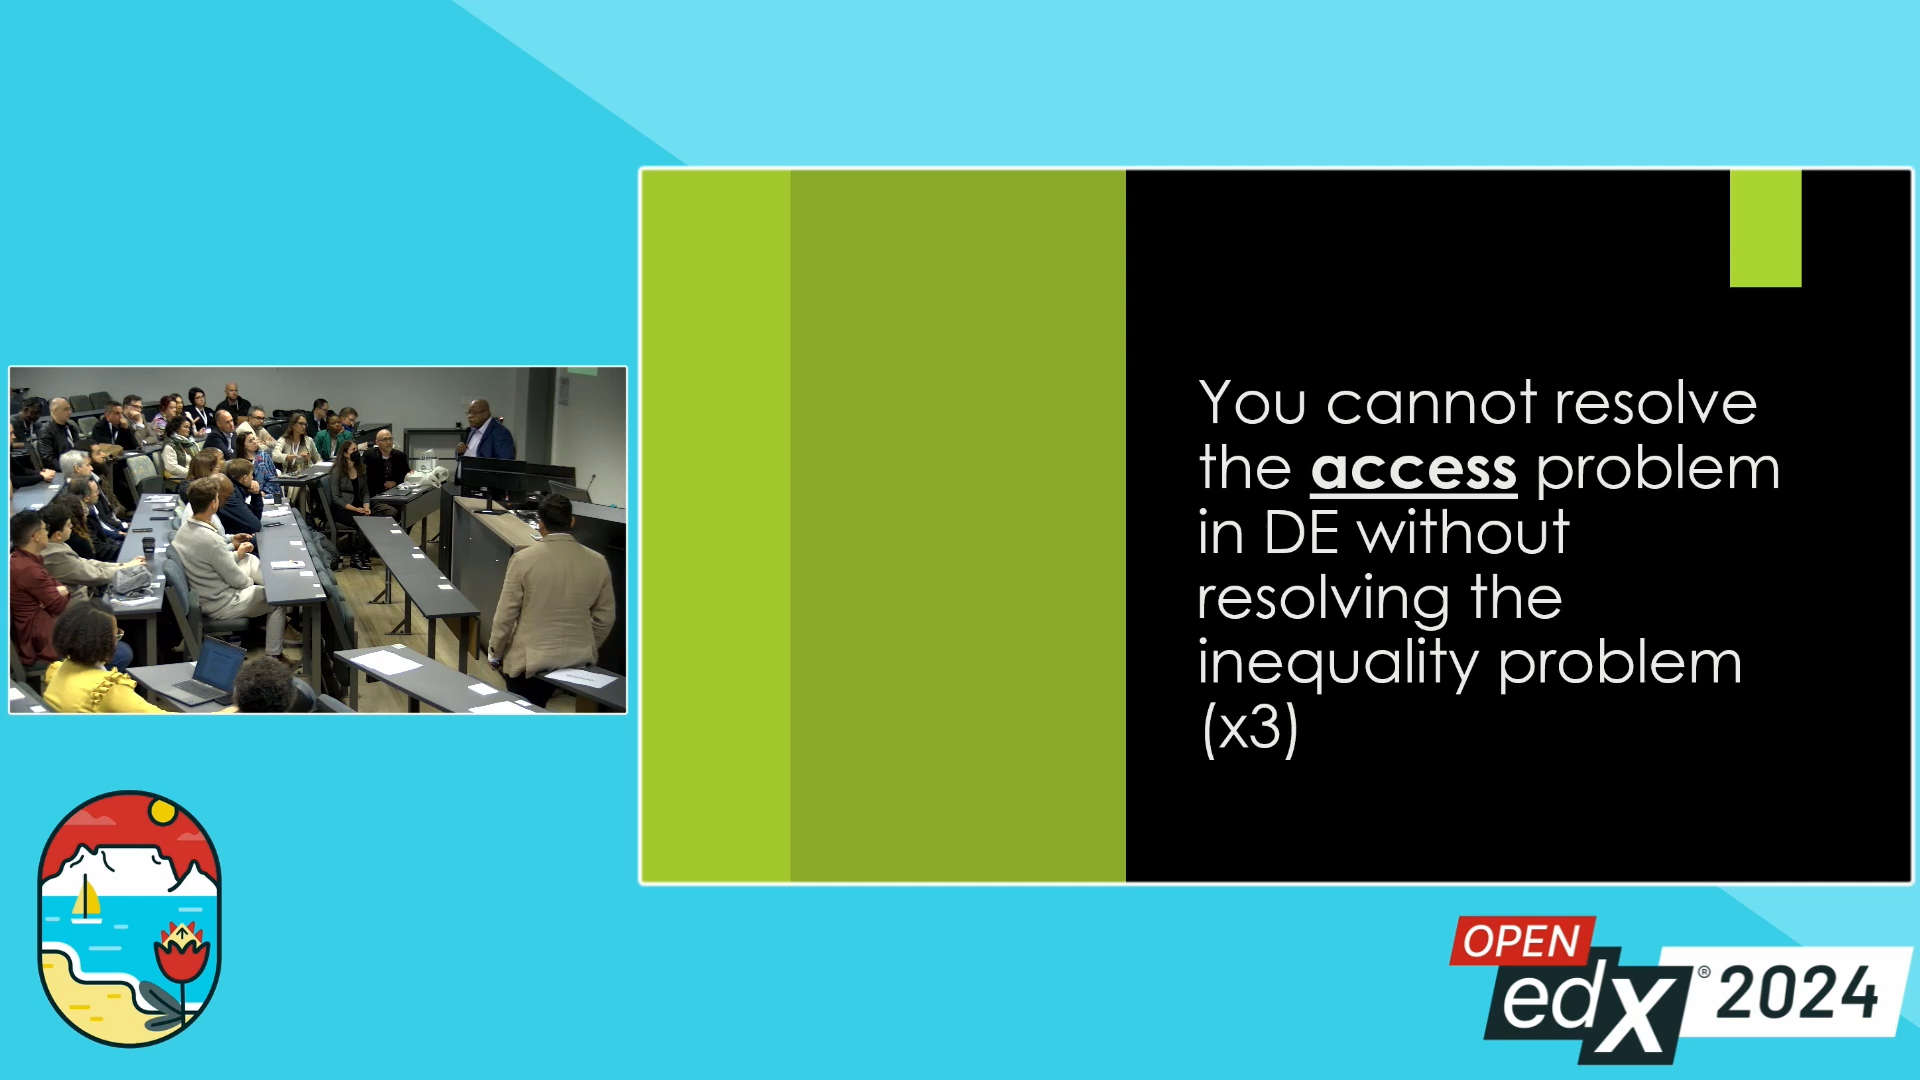 You cannot resolve
the access problem
in DE without
resolving the
inequality problem
(x3)
OPEN
edX® 2024